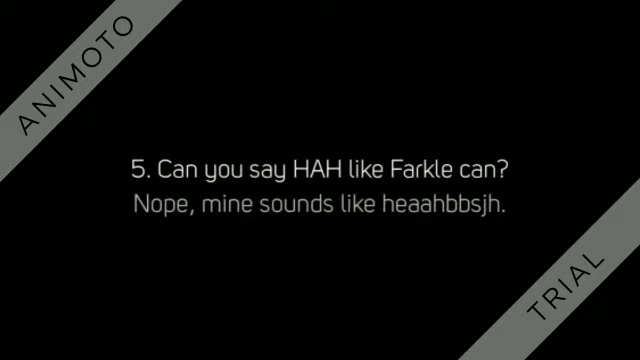 ANIMOTO
5. Can you say HAH like Farkle can?
Nope, mine sounds like heaahbbsjh.
TRIAL